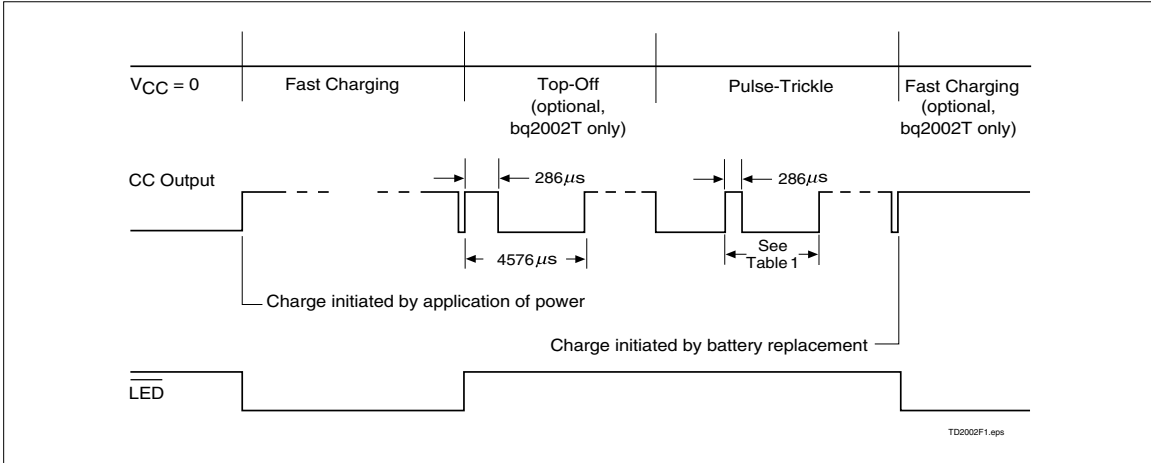 VCC = 0
Fast Charging
Top-Off
(optional,
bq2002T only)
Pulse-Trickle
Fast Charging
(optional,
bq2002T only)
CC Output
286µs
286µs
4576µs
See
Table 1
Charge initiated by application of power
Charge initiated by battery replacement
LED
TD2002F1.eps